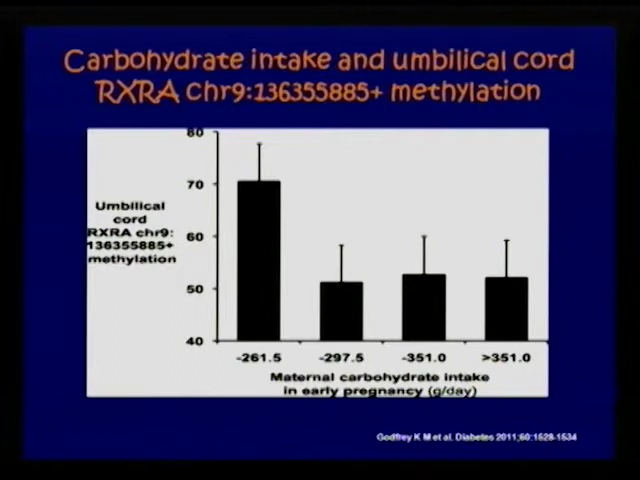 Carbohydrate intake and umbilical cord
RXRA Chr9:136355885+ methylation
80
70
60
50
40
Umbilical
cord
RXRA chr9:
136355885+
methylation
-261.5 -297.5 -351.0 >351.0
Maternal carbohydrate intake
in early pregnancy (g/day)
Godfrey K M et al. Diabetes 2011;60:1528-1534